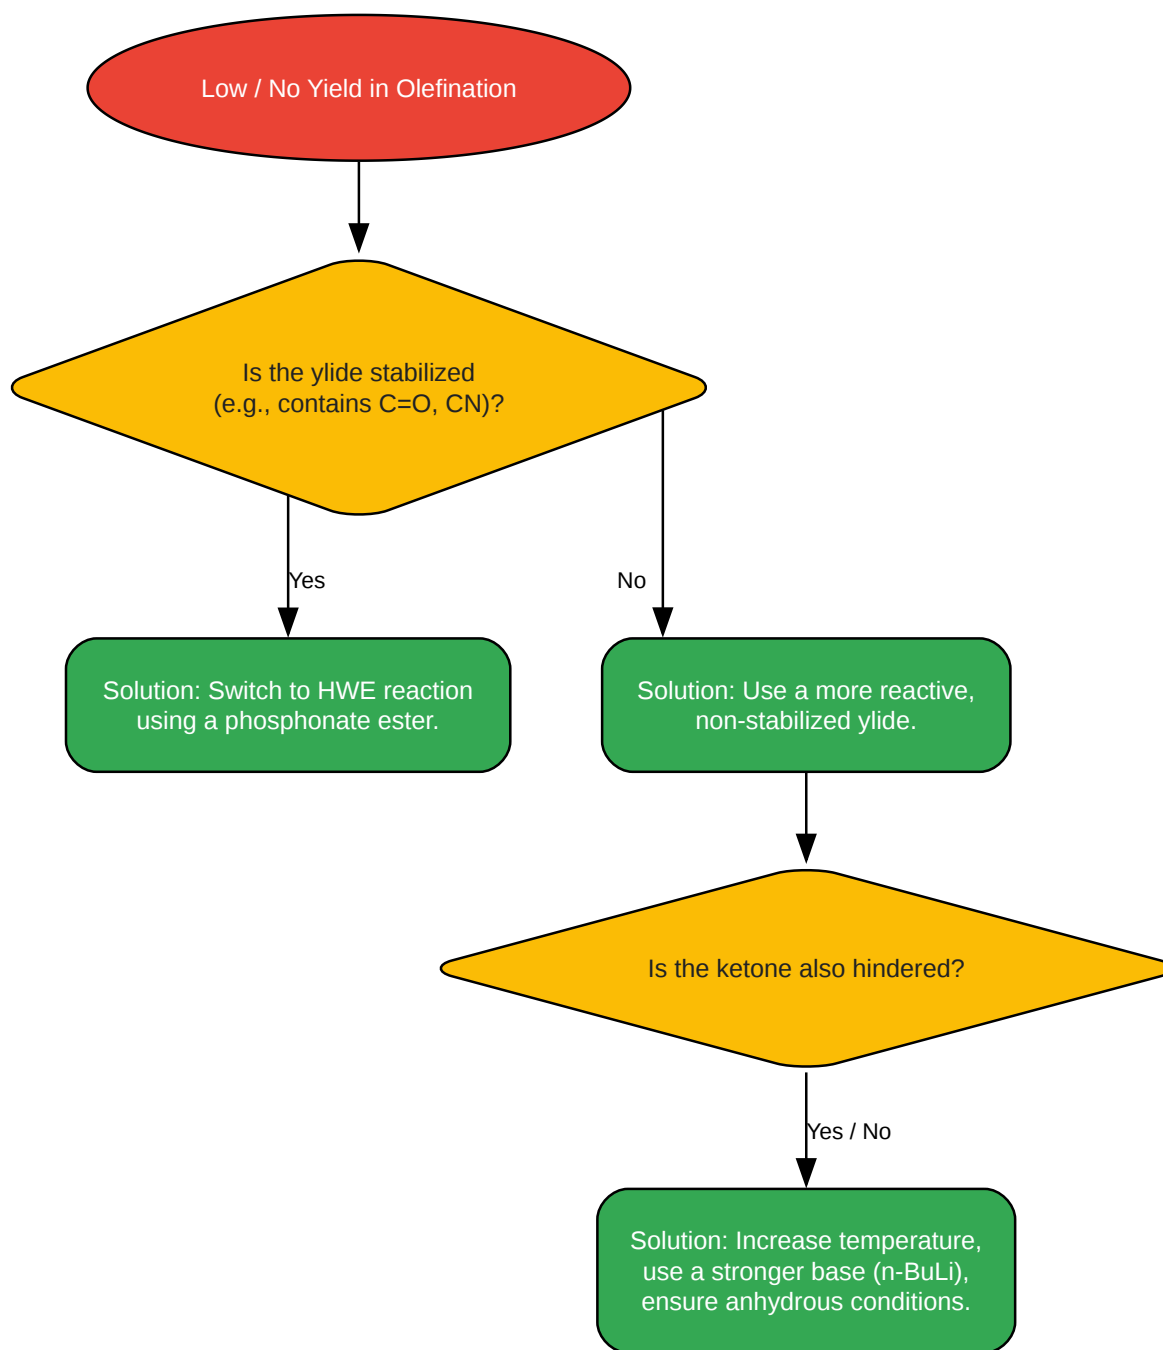 Low / No Yield in Olefination
Is the ylide stabilized
(e.g., contains C=O, CN)?
Yes
No
Solution: Switch to HWE reaction
using a phosphonate ester.
Solution: Use a more reactive,
non-stabilized ylide.
Is the ketone also hindered?
Yes / No
Solution: Increase temperature,
use a stronger base (n-BuLi),
ensure anhydrous conditions.